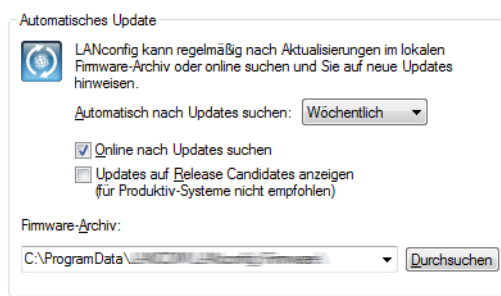 Automatisches Update
LANconfig kann regelmäßig nach Aktualisierungen im lokalen
Firmware-Archiv oder online suchen und Sie auf neue Updates
hinweisen.
Automatisch nach Updates suchen: Wöchentlich
Online nach Updates suchen
Updates auf Release Candidates anzeigen
(für Produktiv-Systeme nicht empfohlen)
Firmware-Archiv:
C:\ProgramData\ Durchsuchen